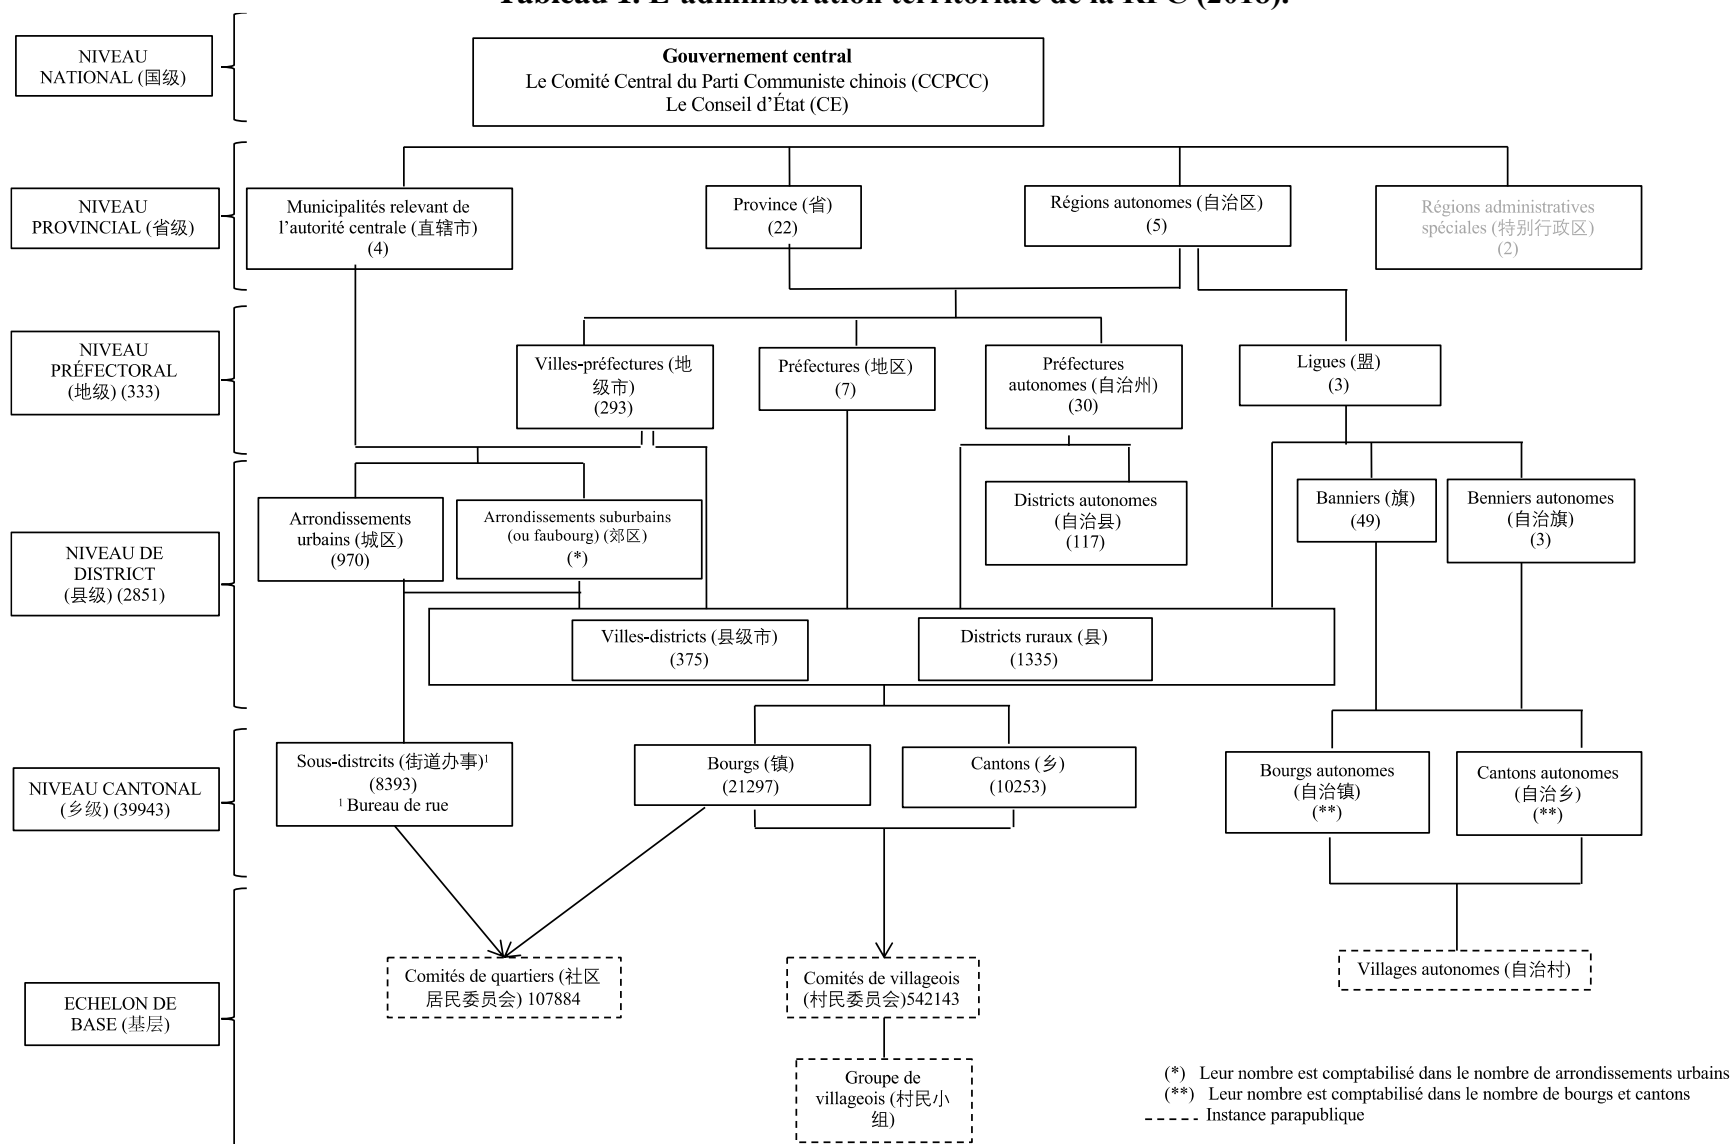 Tableau 1. L'administration territoriale de la RPC (2018).
NIVEAU
NATIONAL (国级)
Gouvernement central
Le Comité Central du Parti Communiste chinois (CCPCC)
Le Conseil d'État (CE)
NIVEAU
PROVINCIAL (省级)
Municipalités relevant de
l'autorité centrale (直辖市)
(4)
Province (省)
(22)
Régions autonomes (自治区)
(5)
Régions administratives
spéciales (特别行政区)
(2)
NIVEAU
PRÉFECTORAL
(地级) (333)
Villes-préfectures (地
级市)
(293)
Préfectures (地区)
(7)
Préfectures
autonomes (自治州)
(30)
Ligues (盟)
(3)
NIVEAU DE
DISTRICT
(县级) (2851)
Arrondissements
urbains (城区)
(970)
Arrondissements suburbains
(ou faubourg) (郊区)
(*)
Districts autonomes
(自治县)
(117)
Banniers (旗)
(49)
Benniers autonomes
(自治旗)
(3)
Villes-districts (县级市)
(375)
Districts ruraux (县)
(1335)
NIVEAU CANTONAL
(乡级) (39943)
Sous-distrcits (街道办事)¹
(8393)
¹ Bureau de rue
Bourgs (镇)
(21297)
Cantons (乡)
(10253)
Bourgs autonomes
(自治镇)
(**)
Cantons autonomes
(自治乡)
(**)
ECHELON DE
BASE (基层)
Comités de quartiers (社区
居民委员会) 107884
Comités de villageois
(村民委员会)542143
Villages autonomes (自治村)
Groupe de
villageois (村民小
组)
(*) Leur nombre est comptabilisé dans le nombre de arrondissements urbains
(**) Leur nombre est comptabilisé dans le nombre de bourgs et cantons
Instance parapublique